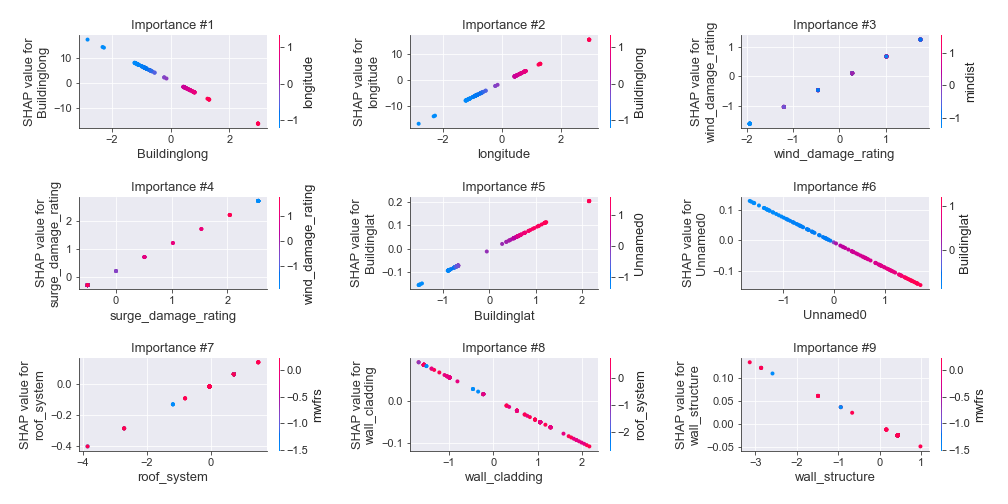 Importance #1
Importance #2
Importance #3
SHAP value for
Buildinglong
10
0
−10
−2
0
2
Buildinglong
1
0
−1
longitude
SHAP value for
longitude
10
0
−10
−2
0
2
longitude
1
0
−1
Buildinglong
SHAP value for
wind_damage_rating
1
0
−1
−2
−1
0
1
wind_damage_rating
1
0
−1
mindist
Importance #4
Importance #5
Importance #6
SHAP value for
surge_damage_rating
2
1
0
0
1
2
surge_damage_rating
1
0
−1
wind_damage_rating
SHAP value for
Buildinglat
0.2
0.1
0.0
−0.1
−1
0
1
2
Buildinglat
1
0
−1
Unnamed0
SHAP value for
Unnamed0
0.1
0.0
−0.1
−1
0
1
Unnamed0
1
0
Buildinglat
Importance #7
Importance #8
Importance #9
SHAP value for
roof_system
0.0
−0.2
−0.4
−4
−2
0
roof_system
0.0
−0.5
−1.0
−1.5
mwfrs
SHAP value for
wall_cladding
0.0
−0.1
−1
0
1
2
wall_cladding
0
−1
−2
roof_system
SHAP value for
wall_structure
0.10
0.05
0.00
−0.05
−3
−2
−1
0
1
wall_structure
0.0
−0.5
−1.0
−1.5
mwfrs